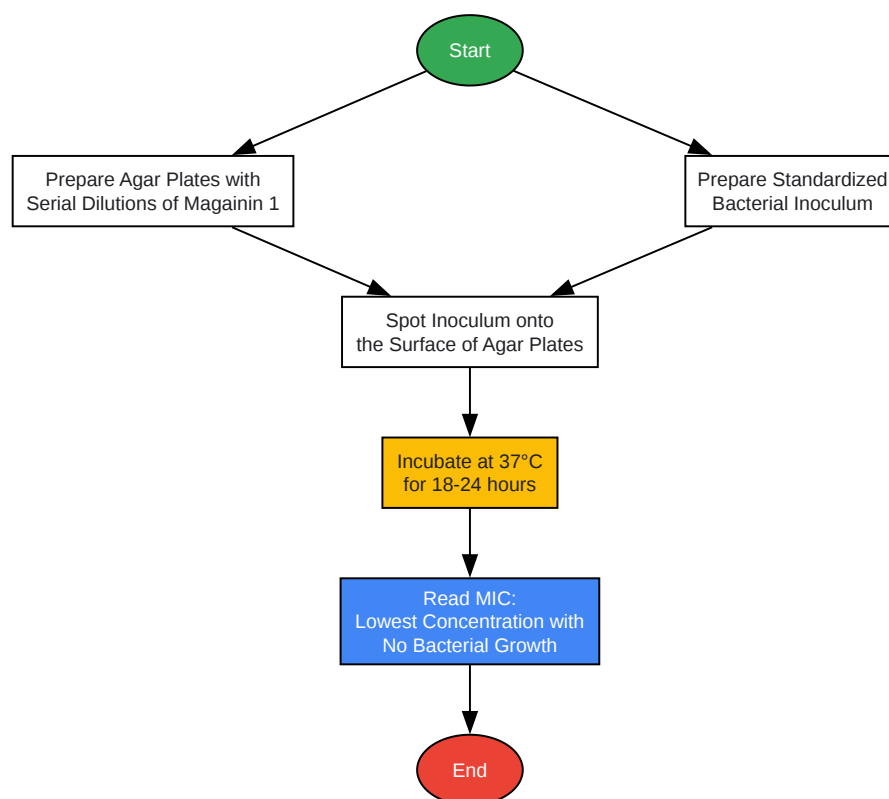 Start
Prepare Agar Plates with
Serial Dilutions of Magainin 1
Prepare Standardized
Bacterial Inoculum
Spot Inoculum onto
the Surface of Agar Plates
Incubate at 37°C
for 18-24 hours
Read MIC:
Lowest Concentration with
No Bacterial Growth
End